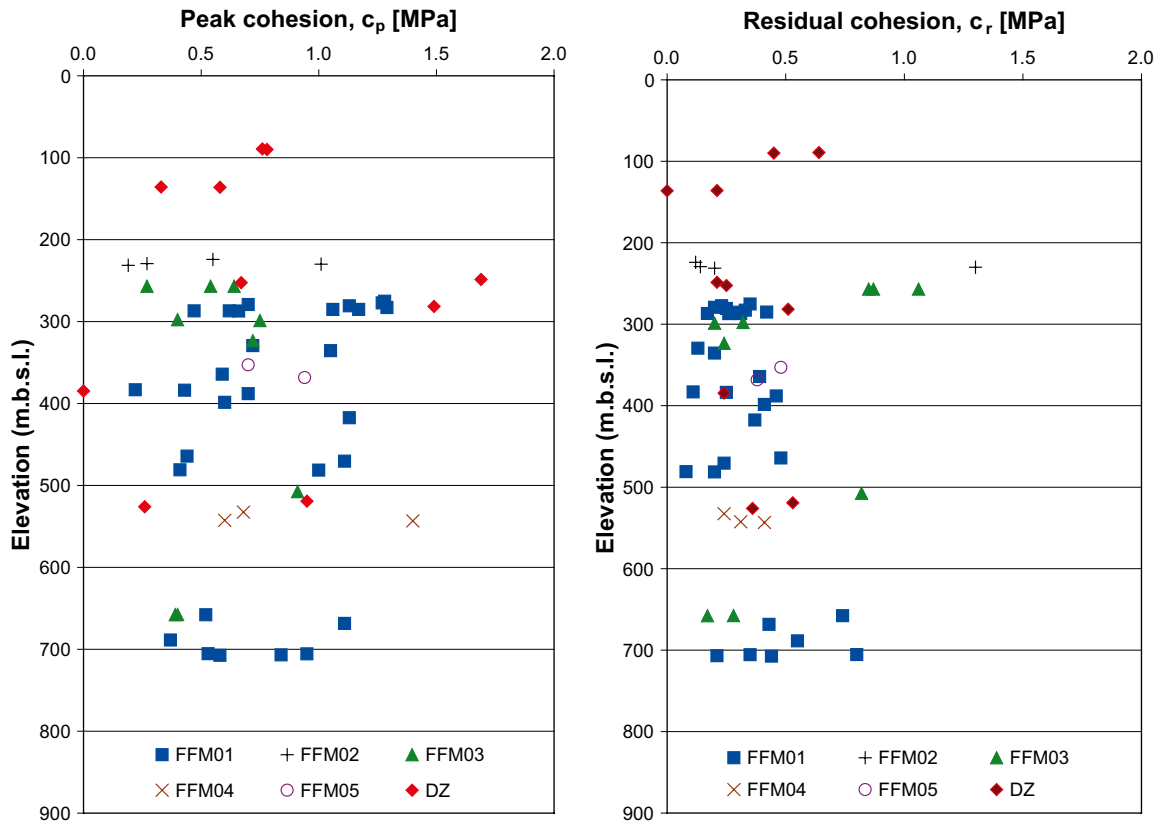 Peak cohesion, cp [MPa]
0.0 0.5 1.0 1.5 2.0
0
100
200
300
400
500
600
700
800
900
Elevation (m.b.s.l.)
FFM01 FFM02 FFM03
FFM04 FFM05 DZ
Residual cohesion, cr [MPa]
0.0 0.5 1.0 1.5 2.0
0
100
200
300
400
500
600
700
800
900
Elevation (m.b.s.l.)
FFM01 FFM02 FFM03
FFM04 FFM05 DZ